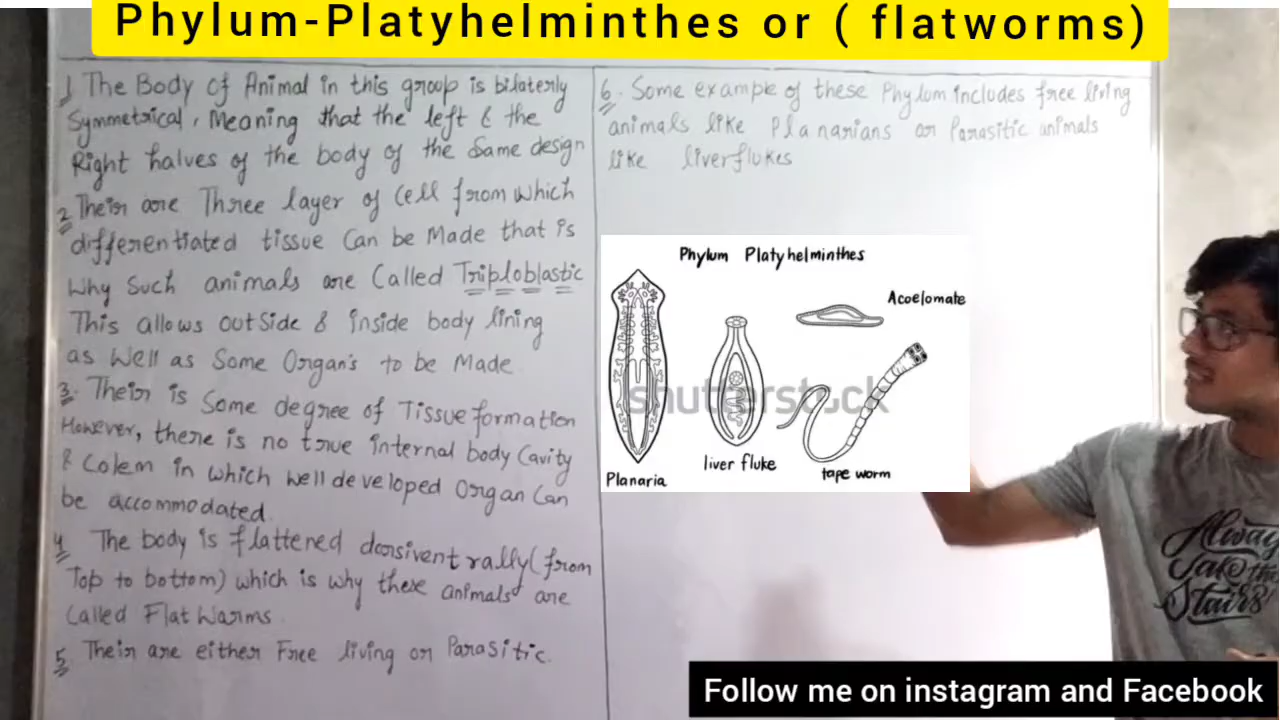 Phylum-Platyhelminthes or ( flatworms)
1 The Body of Animal in this group is bilaterly
Symmetrical, Meaning that the left & the
Right halves of the body of the Same design
2 Their are Three layer of Cell from which
differentiated tissue Can be Made that is
Why Such animals are Called Triploblastic
This allows outSide & inside body lining
as Well as Some Organ's to be Made
3. Their is Some degree of Tissue formation
However, there is no true internal body Cavity
& Colem in which well developed Organ Can
be accommodated.
4 The body is flattened dorsiventrally (from
Top to bottom) which is why these animals are
Called Flat Warms.
5 Their are either Free living or Parasitic.
6. Some example of these Phylum includes free living
animals like Planarians or Parasitic animals
like liverflukes
Phylum Platyhelminthes
Acoelomate
shutterstock
Planaria
liver fluke
tape worm
Always
Take the
Stairs
Follow me on instagram and Facebook